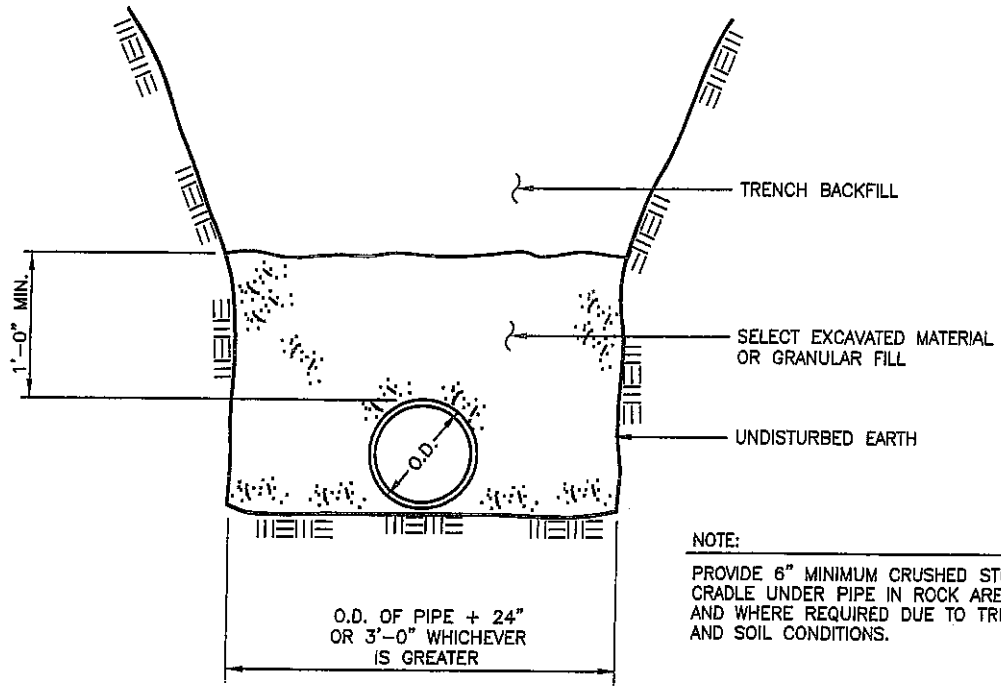 TRENCH BACKFILL
1'-0" MIN.
SELECT EXCAVATED MATERIAL
OR GRANULAR FILL
O.D.
UNDISTURBED EARTH
NOTE:
PROVIDE 6" MINIMUM CRUSHED
CRADLE UNDER PIPE IN ROCK
AND WHERE REQUIRED DUE TO
AND SOIL CONDITIONS.
O.D. OF PIPE + 24"
OR 3'-0" WHICHEVER
IS GREATER